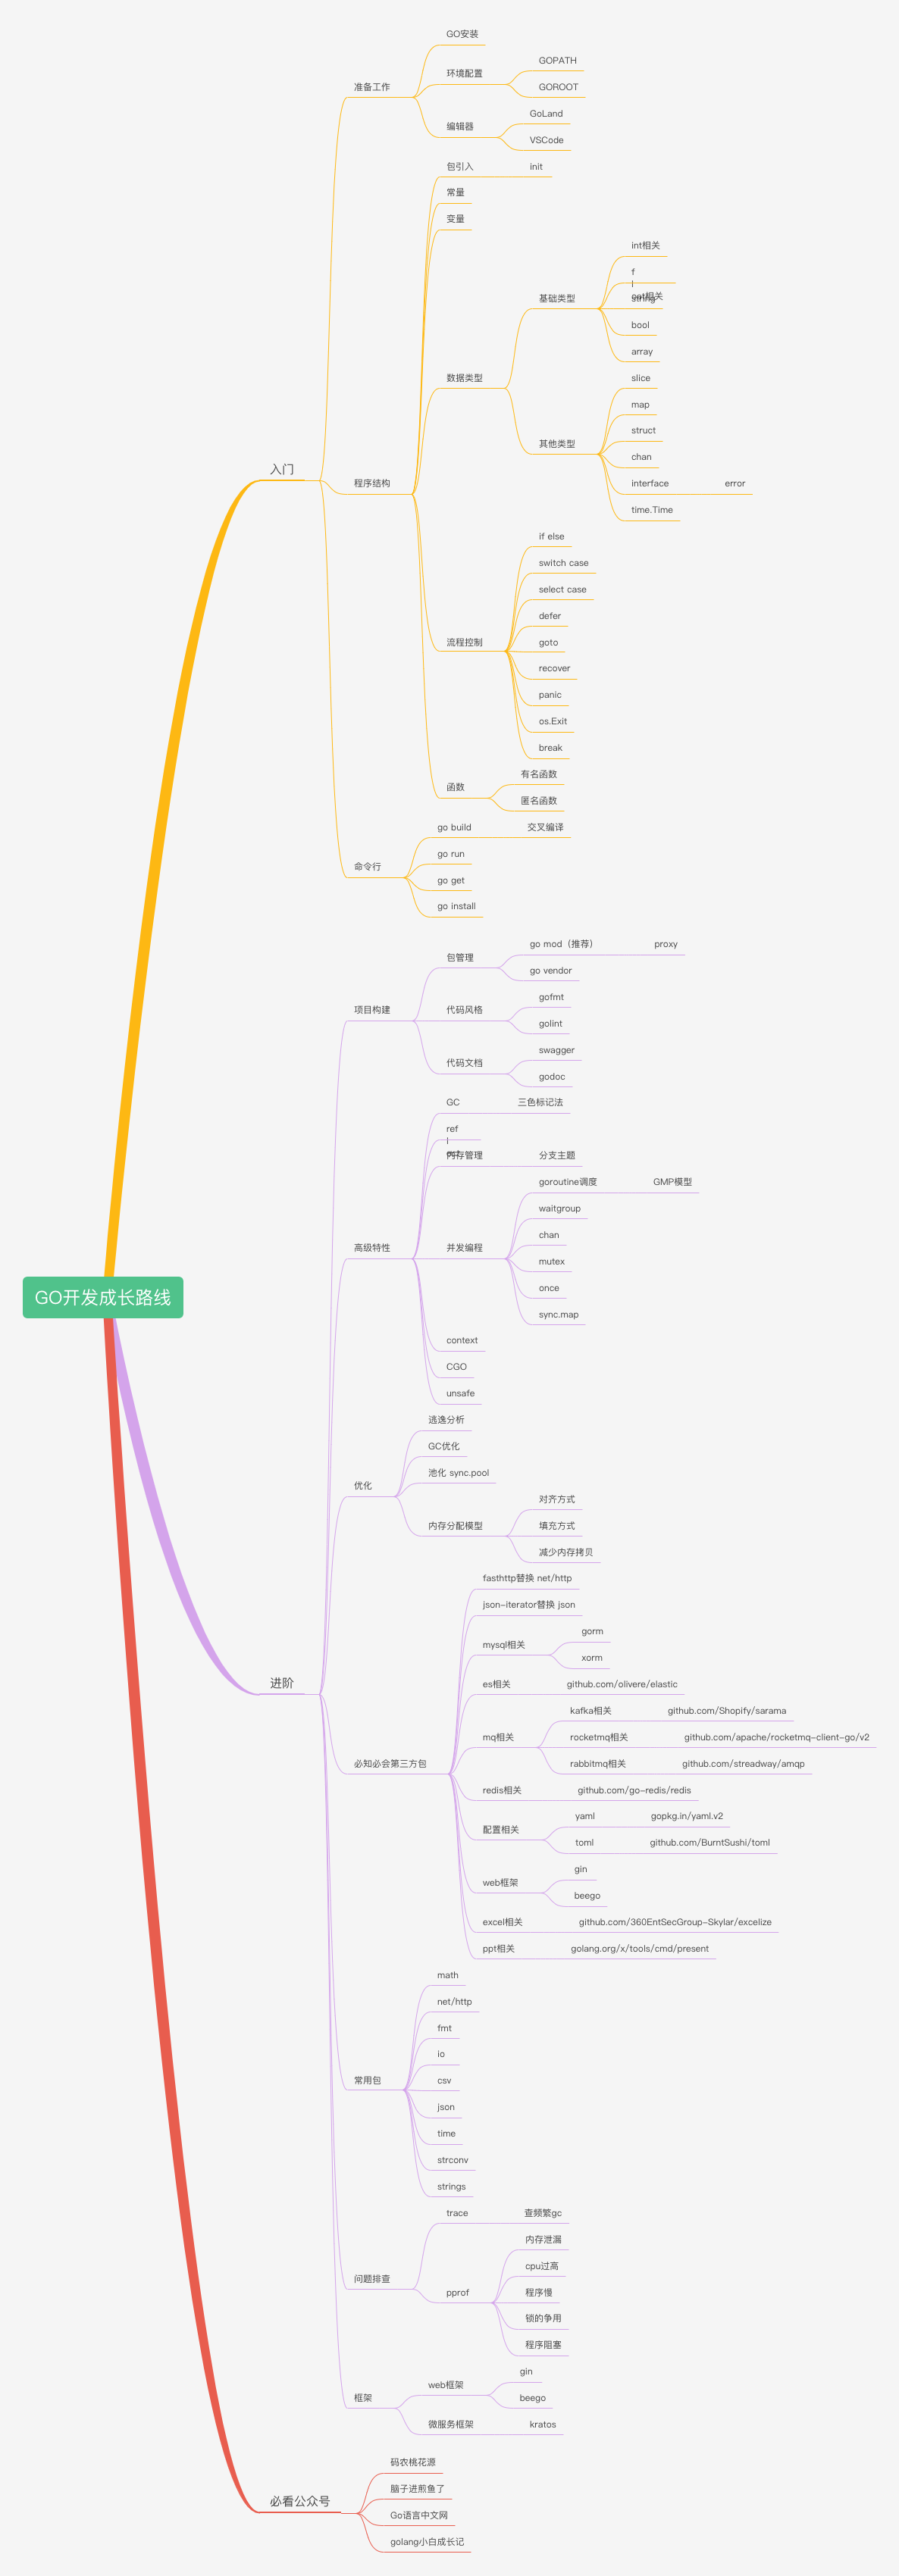 GO开发成长路线
入门
准备工作
GO安装
环境配置
GOPATH
GOROOT
编辑器
GoLand
VSCode
程序结构
包引入
init
常量
变量
数据类型
基础类型
int相关
f
l
oat相关
string
bool
array
其他类型
slice
map
struct
chan
interface
error
time.Time
流程控制
if else
switch case
select case
defer
goto
recover
panic
os.Exit
break
函数
有名函数
匿名函数
命令行
go build
交叉编译
go run
go get
go install
进阶
项目构建
包管理
go mod（推荐）
proxy
go vendor
代码风格
gofmt
golint
代码文档
swagger
godoc
高级特性
GC
三色标记法
ref
l
ect
内存管理
分支主题
并发编程
goroutine调度
GMP模型
waitgroup
chan
mutex
once
sync.map
context
CGO
unsafe
优化
逃逸分析
GC优化
池化 sync.pool
内存分配模型
对齐方式
填充方式
减少内存拷贝
必知必会第三方包
fasthttp替换 net/http
json-iterator替换 json
mysql相关
gorm
xorm
es相关
github.com/olivere/elastic
mq相关
kafka相关
github.com/Shopify/sarama
rocketmq相关
github.com/apache/rocketmq-client-go/v2
rabbitmq相关
github.com/streadway/amqp
redis相关
github.com/go-redis/redis
配置相关
yaml
gopkg.in/yaml.v2
toml
github.com/BurntSushi/toml
web框架
gin
beego
excel相关
github.com/360EntSecGroup-Skylar/excelize
ppt相关
golang.org/x/tools/cmd/present
常用包
math
net/http
fmt
io
csv
json
time
strconv
strings
问题排查
trace
查频繁gc
pprof
内存泄漏
cpu过高
程序慢
锁的争用
程序阻塞
框架
web框架
gin
beego
微服务框架
kratos
必看公众号
码农桃花源
脑子进煎鱼了
Go语言中文网
golang小白成长记